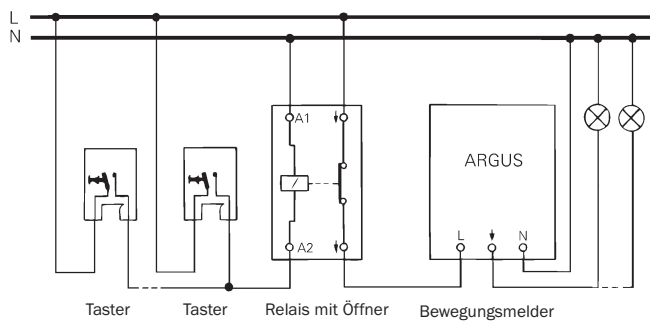 L
N
A1
ARGUS
L
N
A2
Taster
Taster
Relais mit Öffner
Bewegungsmelder